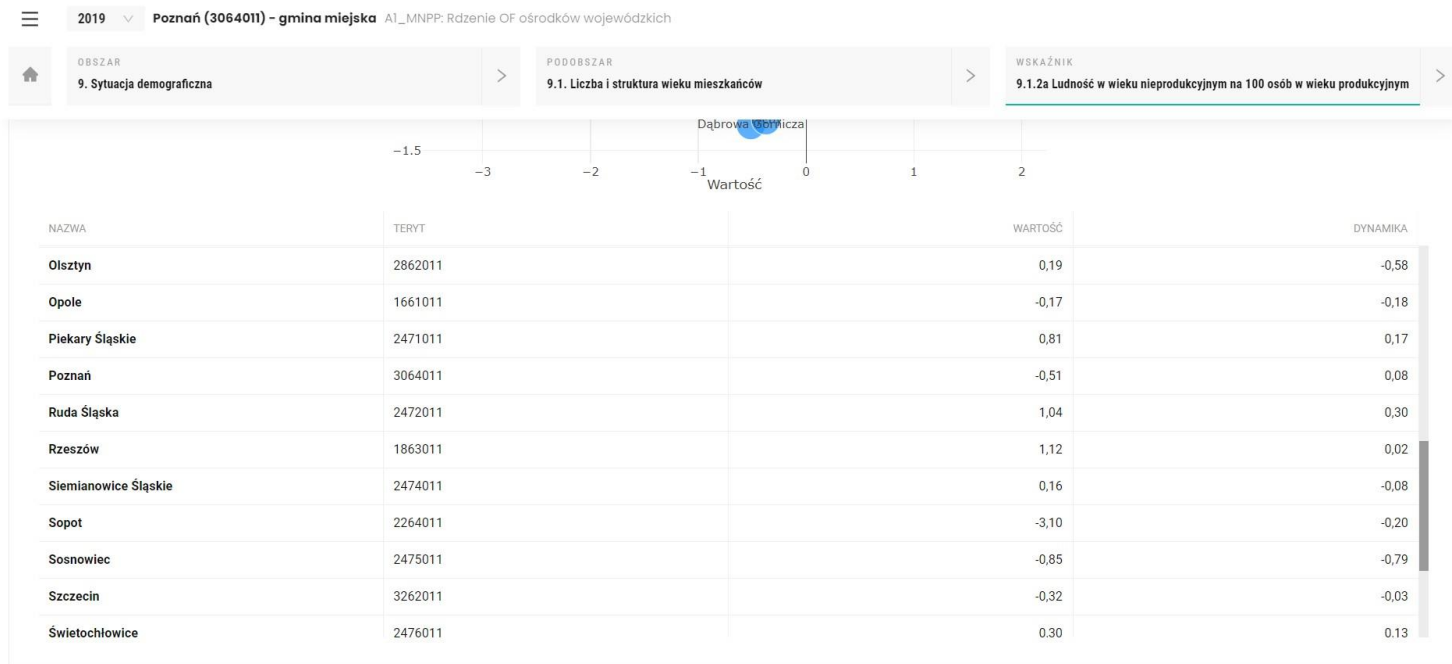 2019 Poznań (3064011) - gmina miejska A1_MNPP: Rdzenie OF ośrodków wojewódzkich
OBSZAR PODOBSZAR WSKAŹNIK
9. Sytuacja demograficzna 9.1. Liczba i struktura wieku mieszkańców 9.1.2a Ludność w wieku nieprodukcyjnym na 100 osób w wieku produkcyjnym
Dąbrowa Górnicza
−1.5
−3 −2 −1 0 1 2
Wartość
NAZWA TERYT WARTOŚĆ DYNAMIKA
Olsztyn 2862011 0,19 -0,58
Opole 1661011 -0,17 -0,18
Piekary Śląskie 2471011 0,81 0,17
Poznań 3064011 -0,51 0,08
Ruda Śląska 2472011 1,04 0,30
Rzeszów 1863011 1,12 0,02
Siemianowice Śląskie 2474011 0,16 -0,08
Sopot 2264011 -3,10 -0,20
Sosnowiec 2475011 -0,85 -0,79
Szczecin 3262011 -0,32 -0,03
Świętochłowice 2476011 0,30 0,13